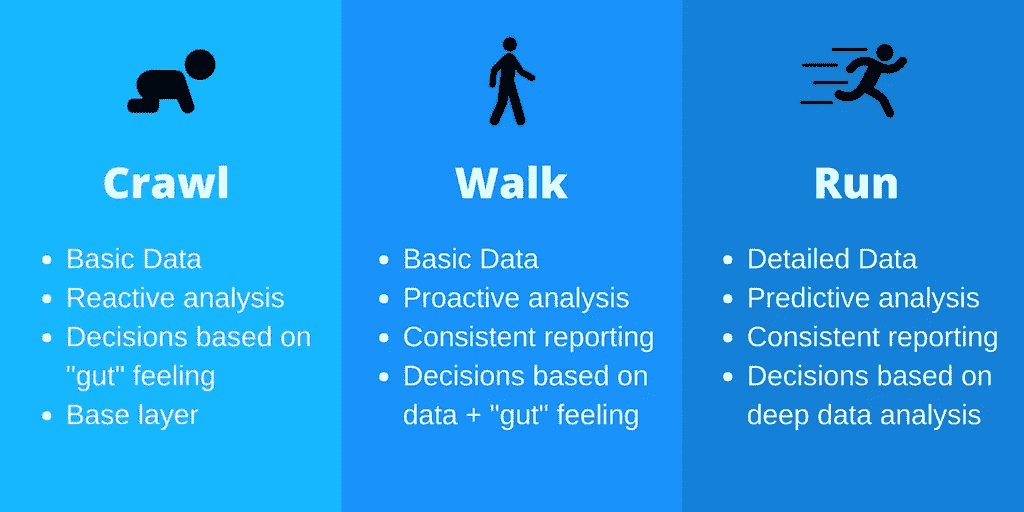 Crawl
• Basic Data
• Reactive analysis
• Decisions based on
"gut" feeling
• Base layer
Walk
• Basic Data
• Proactive analysis
• Consistent reporting
• Decisions based on
data + "gut" feeling
Run
• Detailed Data
• Predictive analysis
• Consistent reporting
• Decisions based on
deep data analysis